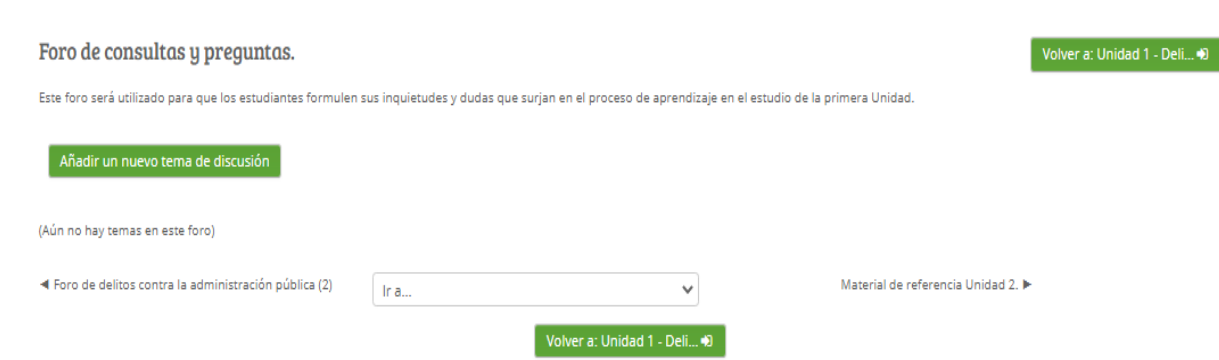 Foro de consultas y preguntas.
Volver a: Unidad 1 - Deli...
Este foro será utilizado para que los estudiantes formulen sus inquietudes y dudas que surjan en el proceso de aprendizaje en el estudio de la primera Unidad.
Añadir un nuevo tema de discusión
(Aún no hay temas en este foro)
◄ Foro de delitos contra la administración pública (2)
Ir a...
Material de referencia Unidad 2. ►
Volver a: Unidad 1 - Deli...